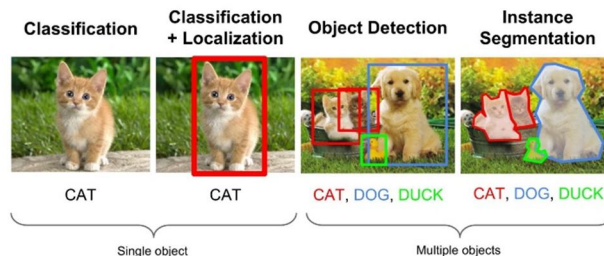 Classification
Classification
+ Localization
Object Detection
Instance
Segmentation
CAT
CAT
CAT, DOG, DUCK
CAT, DOG, DUCK
Single object
Multiple objects